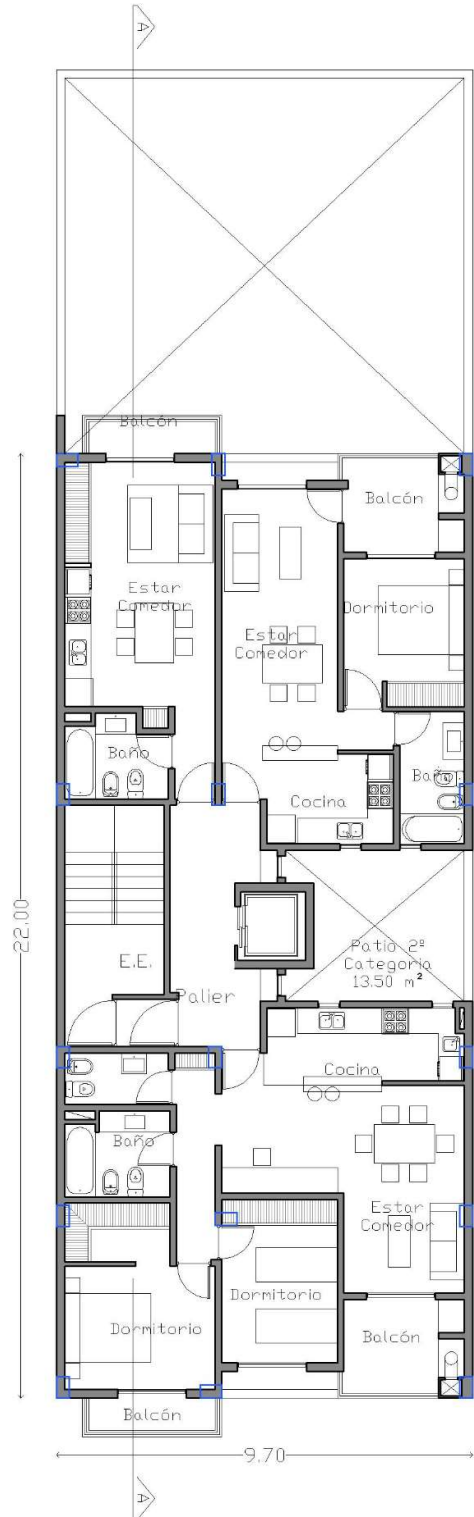 A
Balcón
Estar
Comedor
Balcón
Dormitorio
Estar
Comedor
Baño
Baño
Cocina
22.00
E.E.
Palier
Patio 2ª
Categoria
13.50 m²
Cocina
Baño
Estar
Comedor
Dormitorio
Dormitorio
Balcón
Balcón
9.70
A